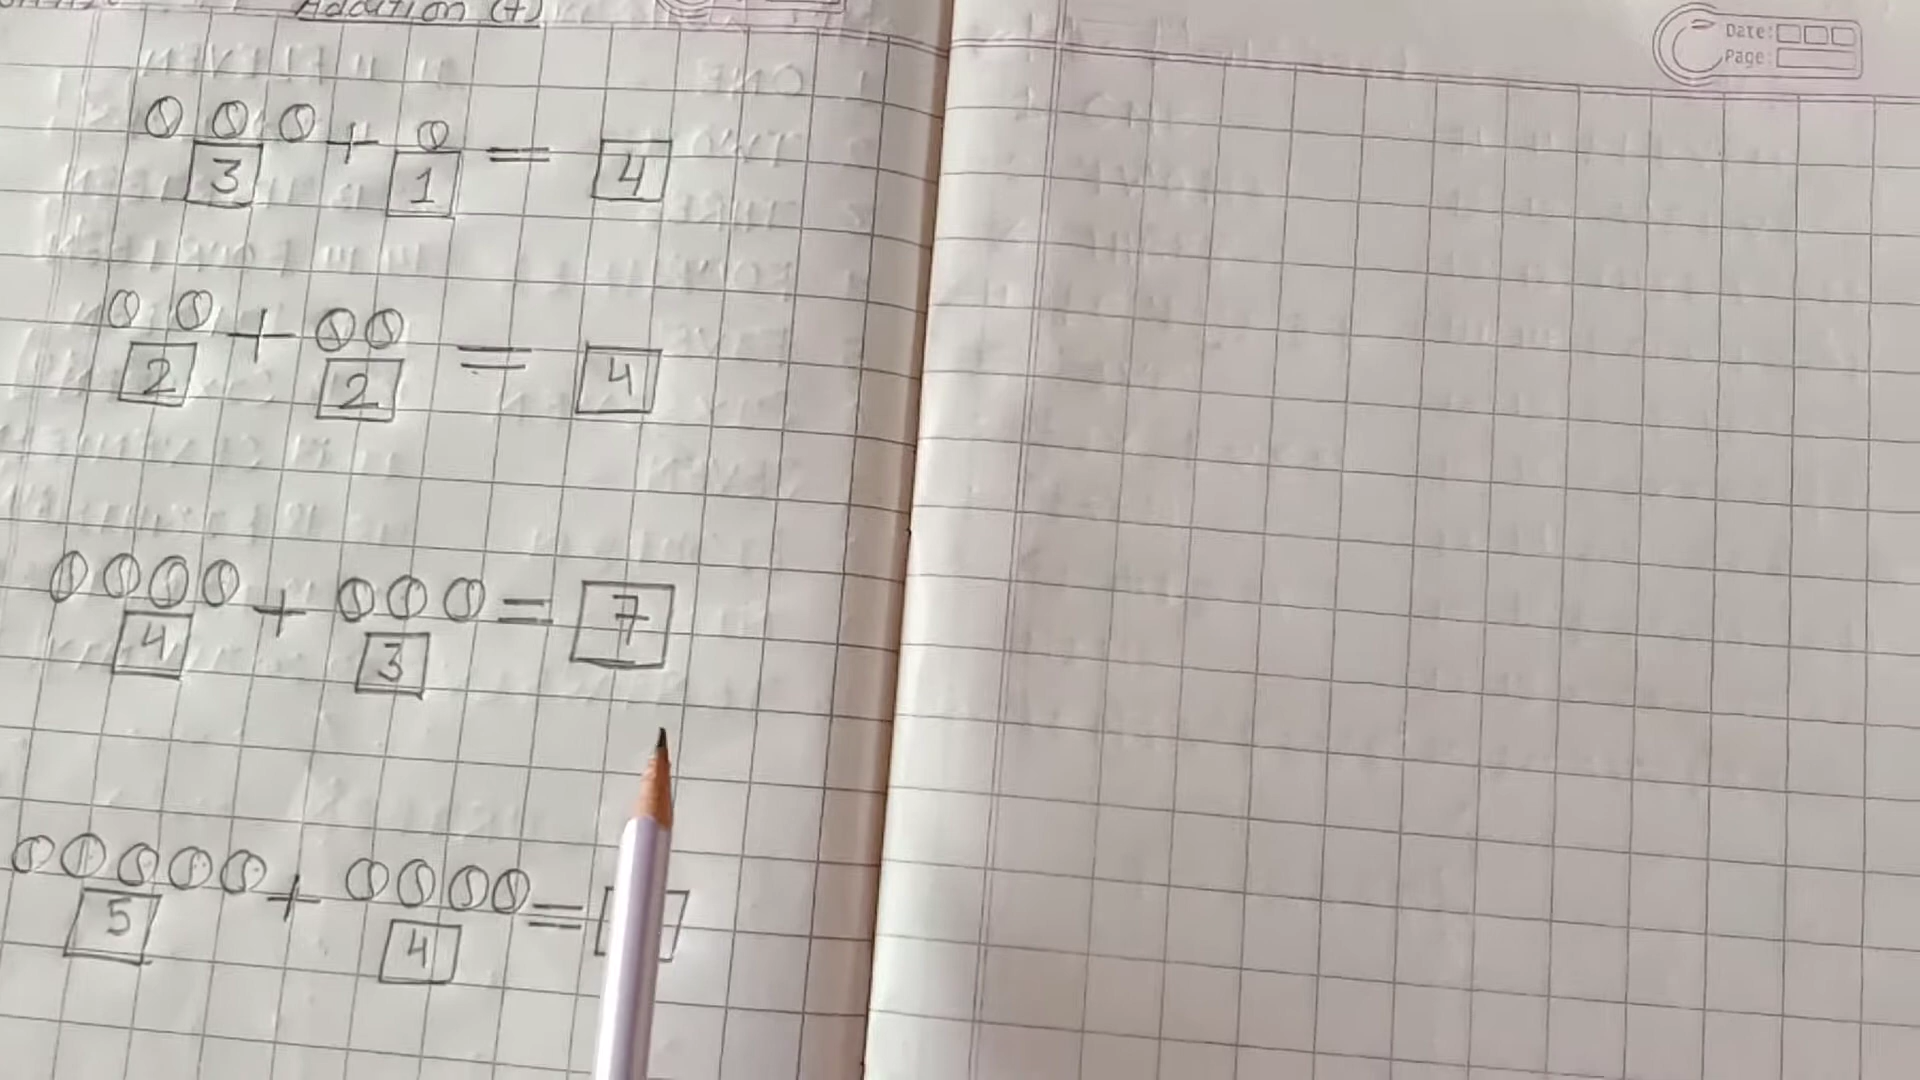 Addition (+)
Date:
Page:
3 + 1 = 4
2 + 2 = 4
4 + 3 = 7
5 + 4 =